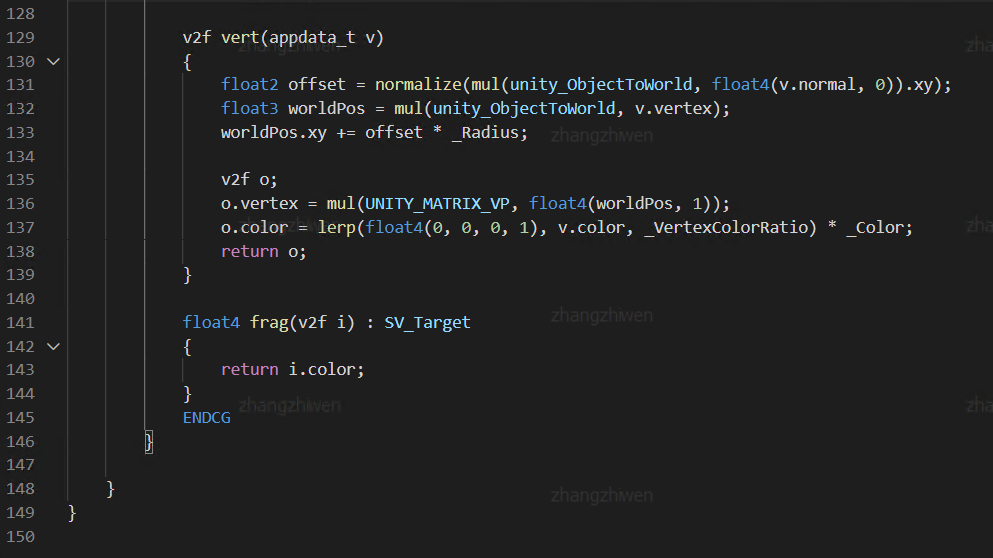 128
129 v2f vert(appdata_t v)
130 {
131 float2 offset = normalize(mul(unity_ObjectToWorld, float4(v.normal, 0)).xy);
132 float3 worldPos = mul(unity_ObjectToWorld, v.vertex);
133 worldPos.xy += offset * _Radius;
zhangzhiwen
134
135 v2f o;
136 o.vertex = mul(UNITY_MATRIX_VP, float4(worldPos, 1));
137 o.color = lerp(float4(0, 0, 0, 1), v.color, _VertexColorRatio) * _Color;
138 return o;
139 }
140
zhangzhiwen
141 float4 frag(v2f i) : SV_Target
142 {
143 return i.color;
144 }
zhangzhiwen
145 ENDCG
146 }
147
148 }
zhangzhiwen
149 }
150